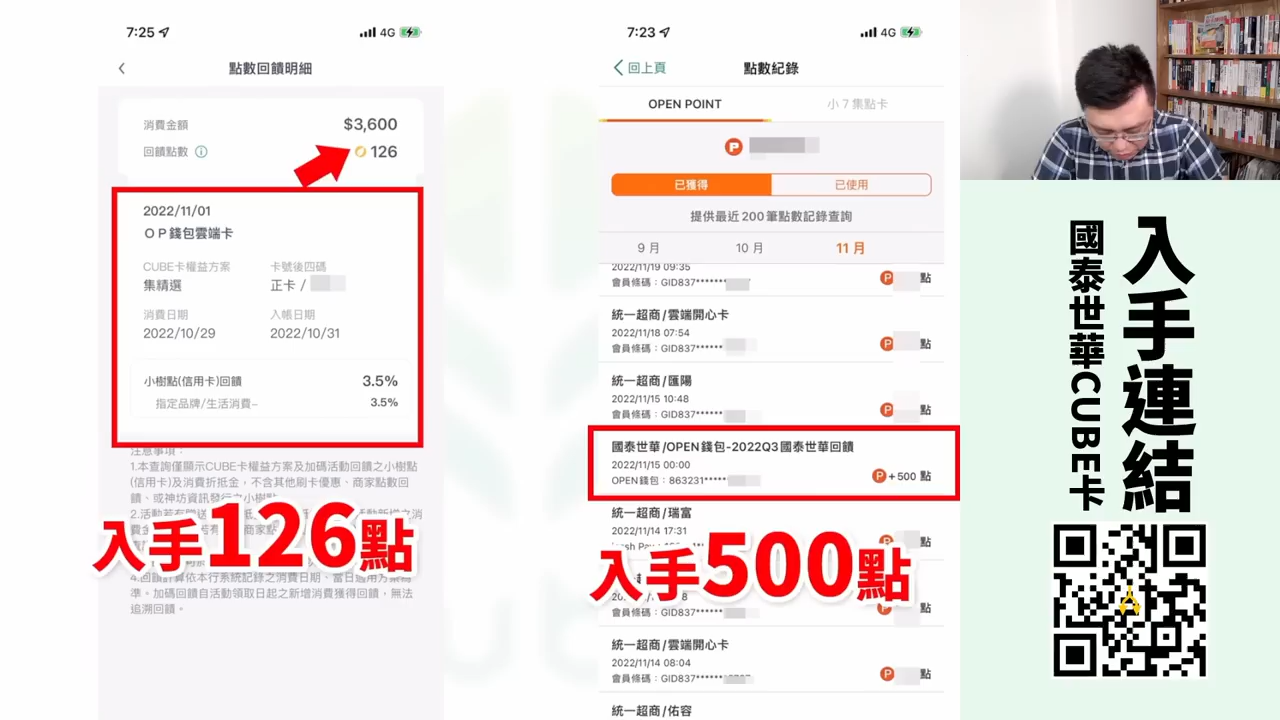 7:25
4G
點數回饋明細
消費金額
$3,600
回饋點數
126
2022/11/01
ＯＰ錢包雲端卡
CUBE卡權益方案
卡號後四碼
集精選
正卡 /
消費日期
入帳日期
2022/10/29
2022/10/31
小樹點(信用卡)回饋
3.5%
指定品牌/生活消費–
3.5%
注意事項：
1.本查詢僅顯示CUBE卡權益方案及加碼活動回饋之小樹點
(信用卡)及消費折抵金，不含其他刷卡優惠、商家點數回
饋、或神坊資訊發行之小樹點
入手126點
4.回饋計算依本行系統記錄之消費日期、當日適用方案為
準。加碼回饋自活動領取日起之新增消費獲得回饋，無法
追溯回饋。
7:23
4G
回上頁
點數紀錄
OPEN POINT
小７集點卡
P
已獲得
已使用
提供最近200筆點數記錄查詢
9 月
10 月
11 月
2022/11/19 09:35
會員條碼：GID837*******
P 點
統一超商/雲端開心卡
2022/11/18 07:54
會員條碼：GID837******
P 點
統一超商/匯陽
2022/11/15 10:48
會員條碼：GID837******
P 點
國泰世華/OPEN錢包-2022Q3國泰世華回饋
2022/11/15 00:00
OPEN錢包：863231*****
P +500 點
統一超商/瑞富
2022/11/14 17:31
點
入手500點
會員條碼：GID837******
P 點
統一超商/雲端開心卡
2022/11/14 08:04
會員條碼：GID837******
P 點
統一超商/佑容
入手連結
國泰世華CUBE卡